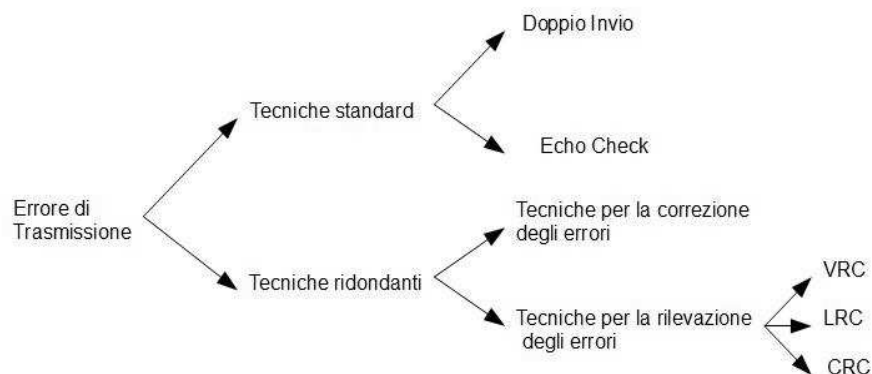 Doppio Invio
Tecniche standard
Echo Check
Errore di
Trasmissione
Tecniche per la correzione
degli errori
Tecniche ridondanti
VRC
Tecniche per la rilevazione
degli errori
LRC
CRC